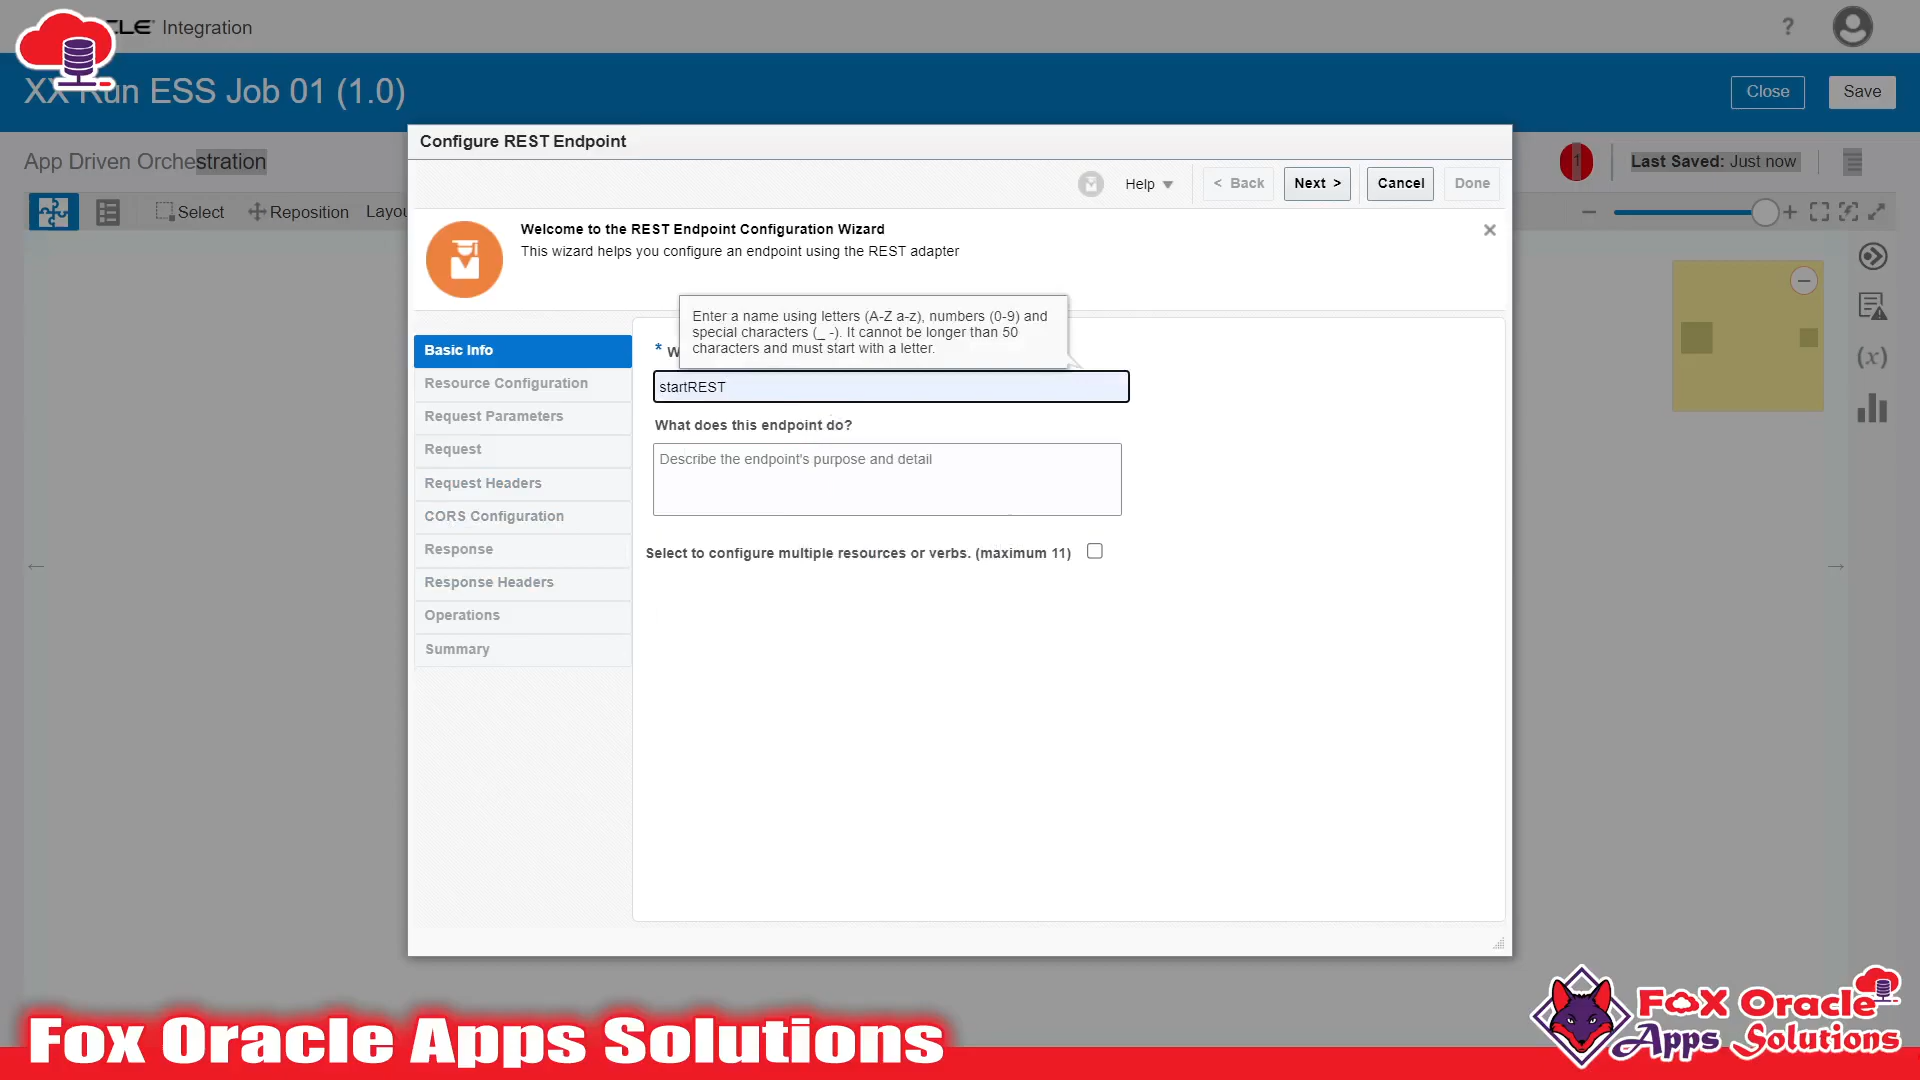 CLE Integration
?
XX Run ESS Job 01 (1.0)
Close
Save
App Driven Orchestration
1
Last Saved: Just now
Select
Reposition
Layou
Configure REST Endpoint
Help
< Back
Next >
Cancel
Done
Welcome to the REST Endpoint Configuration Wizard
This wizard helps you configure an endpoint using the REST adapter
Enter a name using letters (A-Z a-z), numbers (0-9) and
special characters (_ -). It cannot be longer than 50
characters and must start with a letter.
* W
startREST
What does this endpoint do?
Describe the endpoint's purpose and detail
Select to configure multiple resources or verbs. (maximum 11)
Basic Info
Resource Configuration
Request Parameters
Request
Request Headers
CORS Configuration
Response
Response Headers
Operations
Summary
(x)
Fox Oracle Apps Solutions
Fox Oracle
Apps Solutions